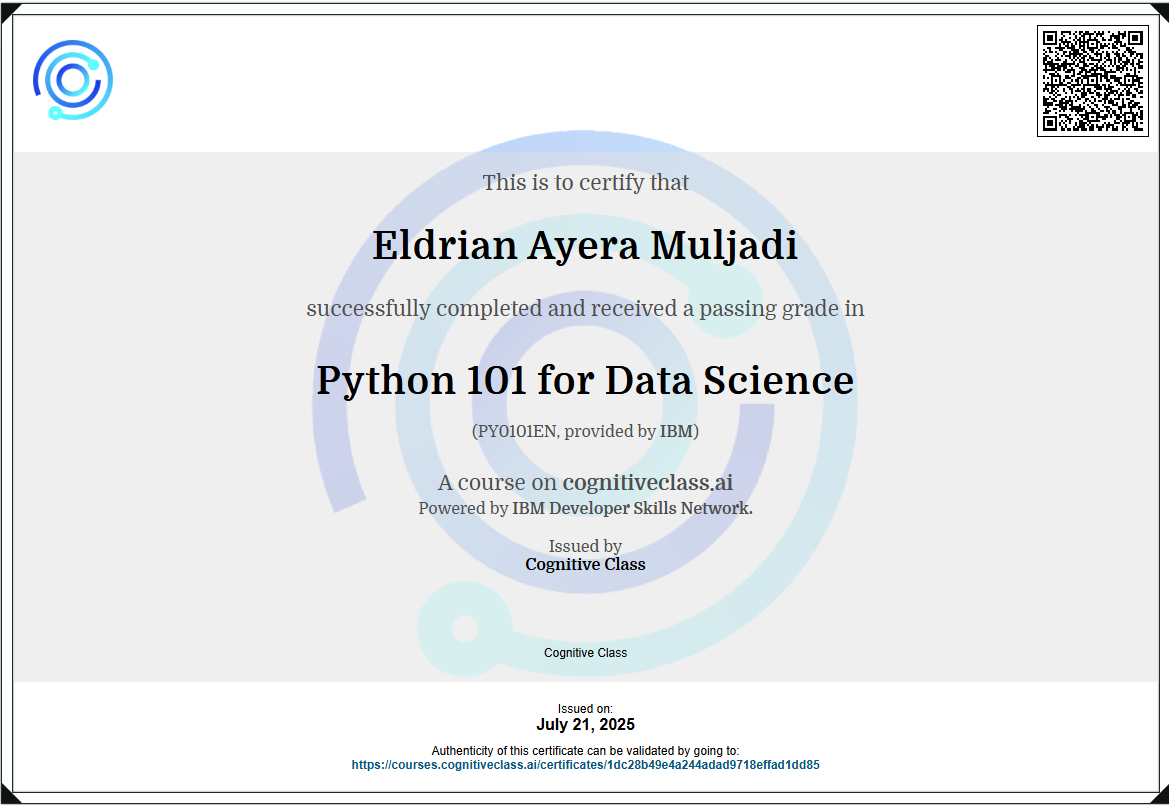 This is to certify that
Eldrian Ayera Muljadi
successfully completed and received a passing grade in
Python 101 for Data Science
(PY0101EN, provided by IBM)
A course on cognitiveclass.ai
Powered by IBM Developer Skills Network.
Issued by
Cognitive Class
Cognitive Class
Issued on:
July 21, 2025
Authenticity of this certificate can be validated by going to:
https://courses.cognitiveclass.ai/certificates/1dc28b49e4a244adad9718effad1dd85